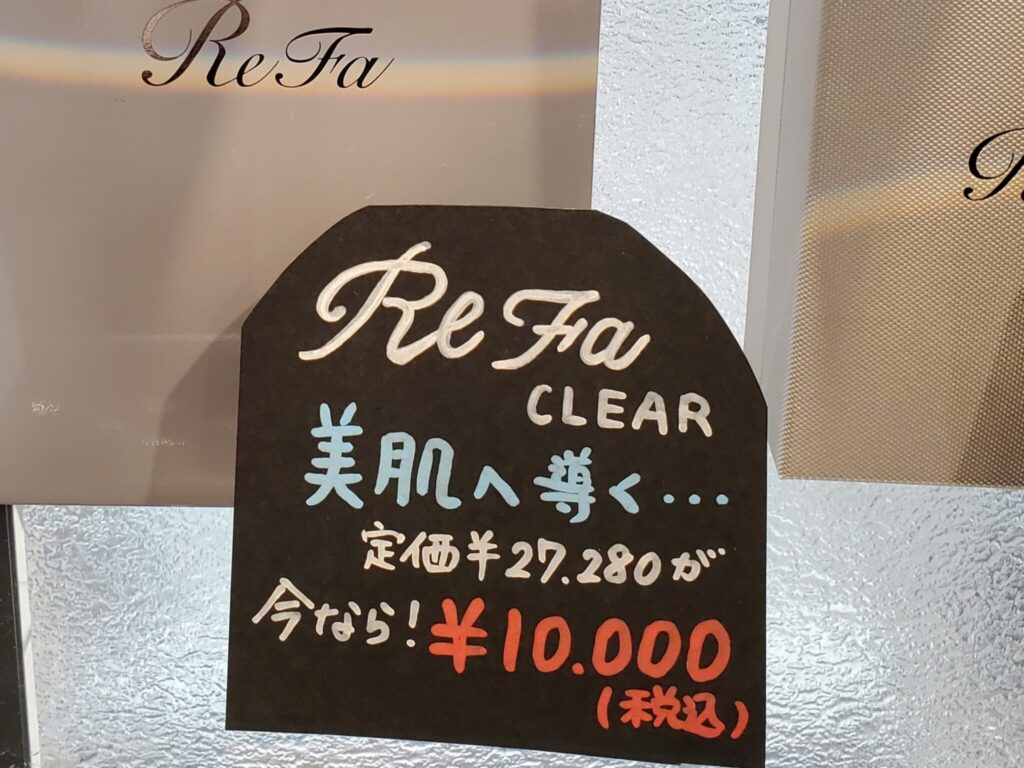 ReFa
ReFa
CLEAR
美肌へ導く...
定価¥27.280が
今なら!¥10.000
(税込)